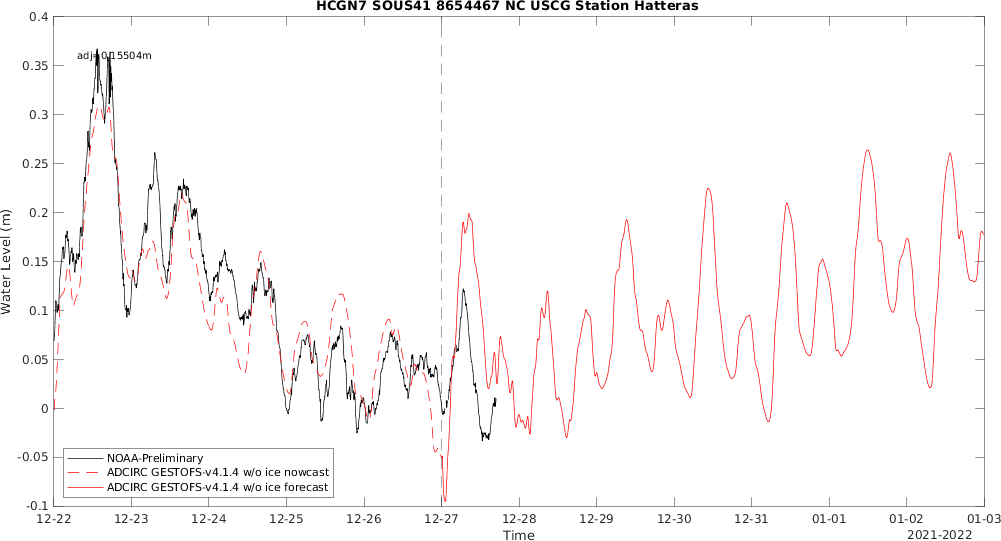 HCGN7 SOUS41 8654467 NC USCG Station Hatteras
adj=0.15504m
0.4
0.35
0.3
0.25
0.2
0.15
0.1
0.05
0
-0.05
-0.1
Water Level (m)
NOAA-Preliminary
ADCIRC GESTOFS-v4.1.4 w/o ice nowcast
ADCIRC GESTOFS-v4.1.4 w/o ice forecast
12-22 12-23 12-24 12-25 12-26 12-27 12-28 12-29 12-30 12-31 01-01 01-02 01-03
Time
2021-2022